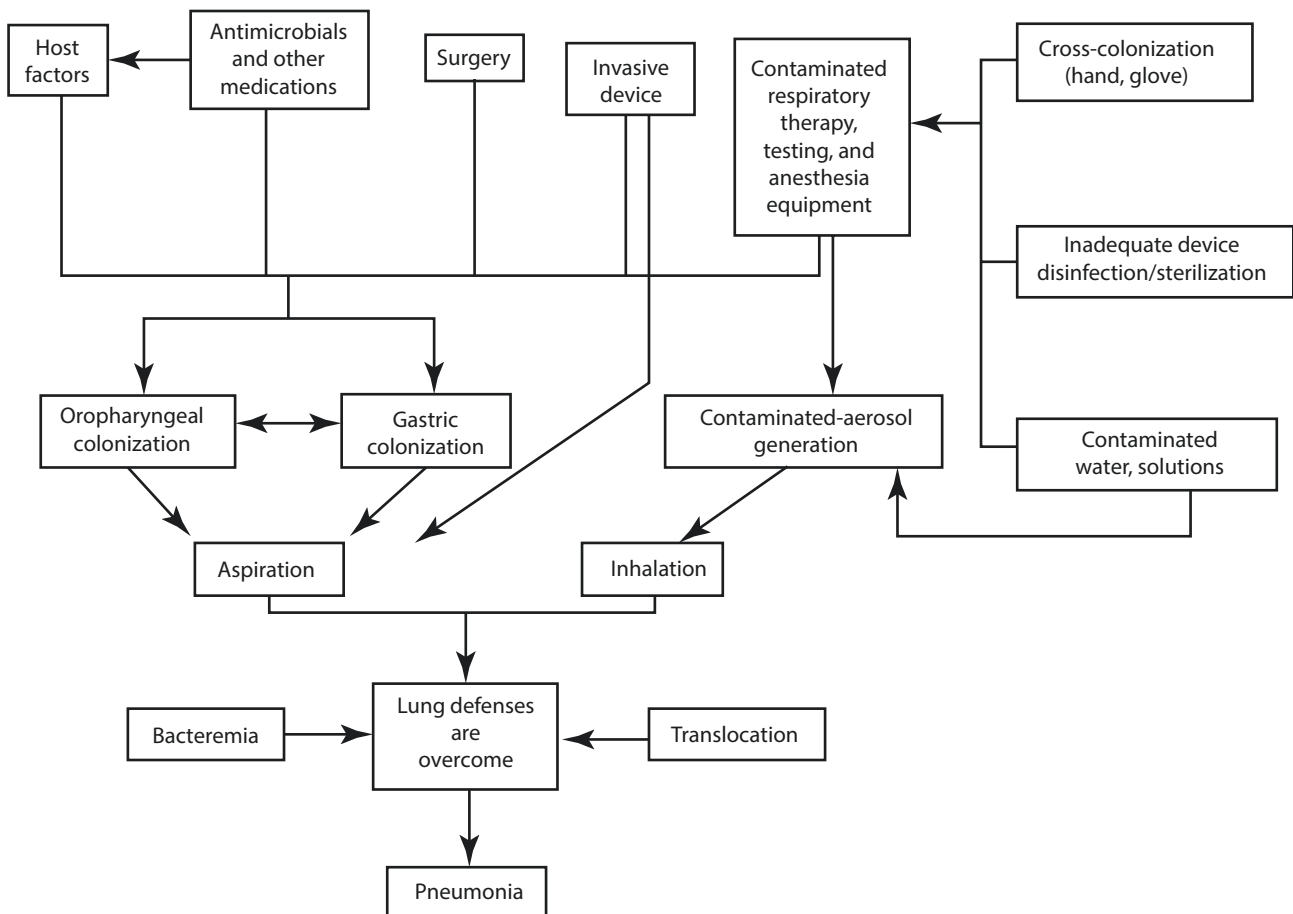 Host
factors
Antimicrobials
and other
medications
Surgery
Invasive
device
Contaminated
respiratory
therapy,
testing, and
anesthesia
equipment
Cross-colonization
(hand, glove)
Inadequate device
disinfection/sterilization
Oropharyngeal
colonization
Gastric
colonization
Contaminated-aerosol
generation
Contaminated
water, solutions
Aspiration
Inhalation
Bacteremia
Lung defenses
are
overcome
Translocation
Pneumonia